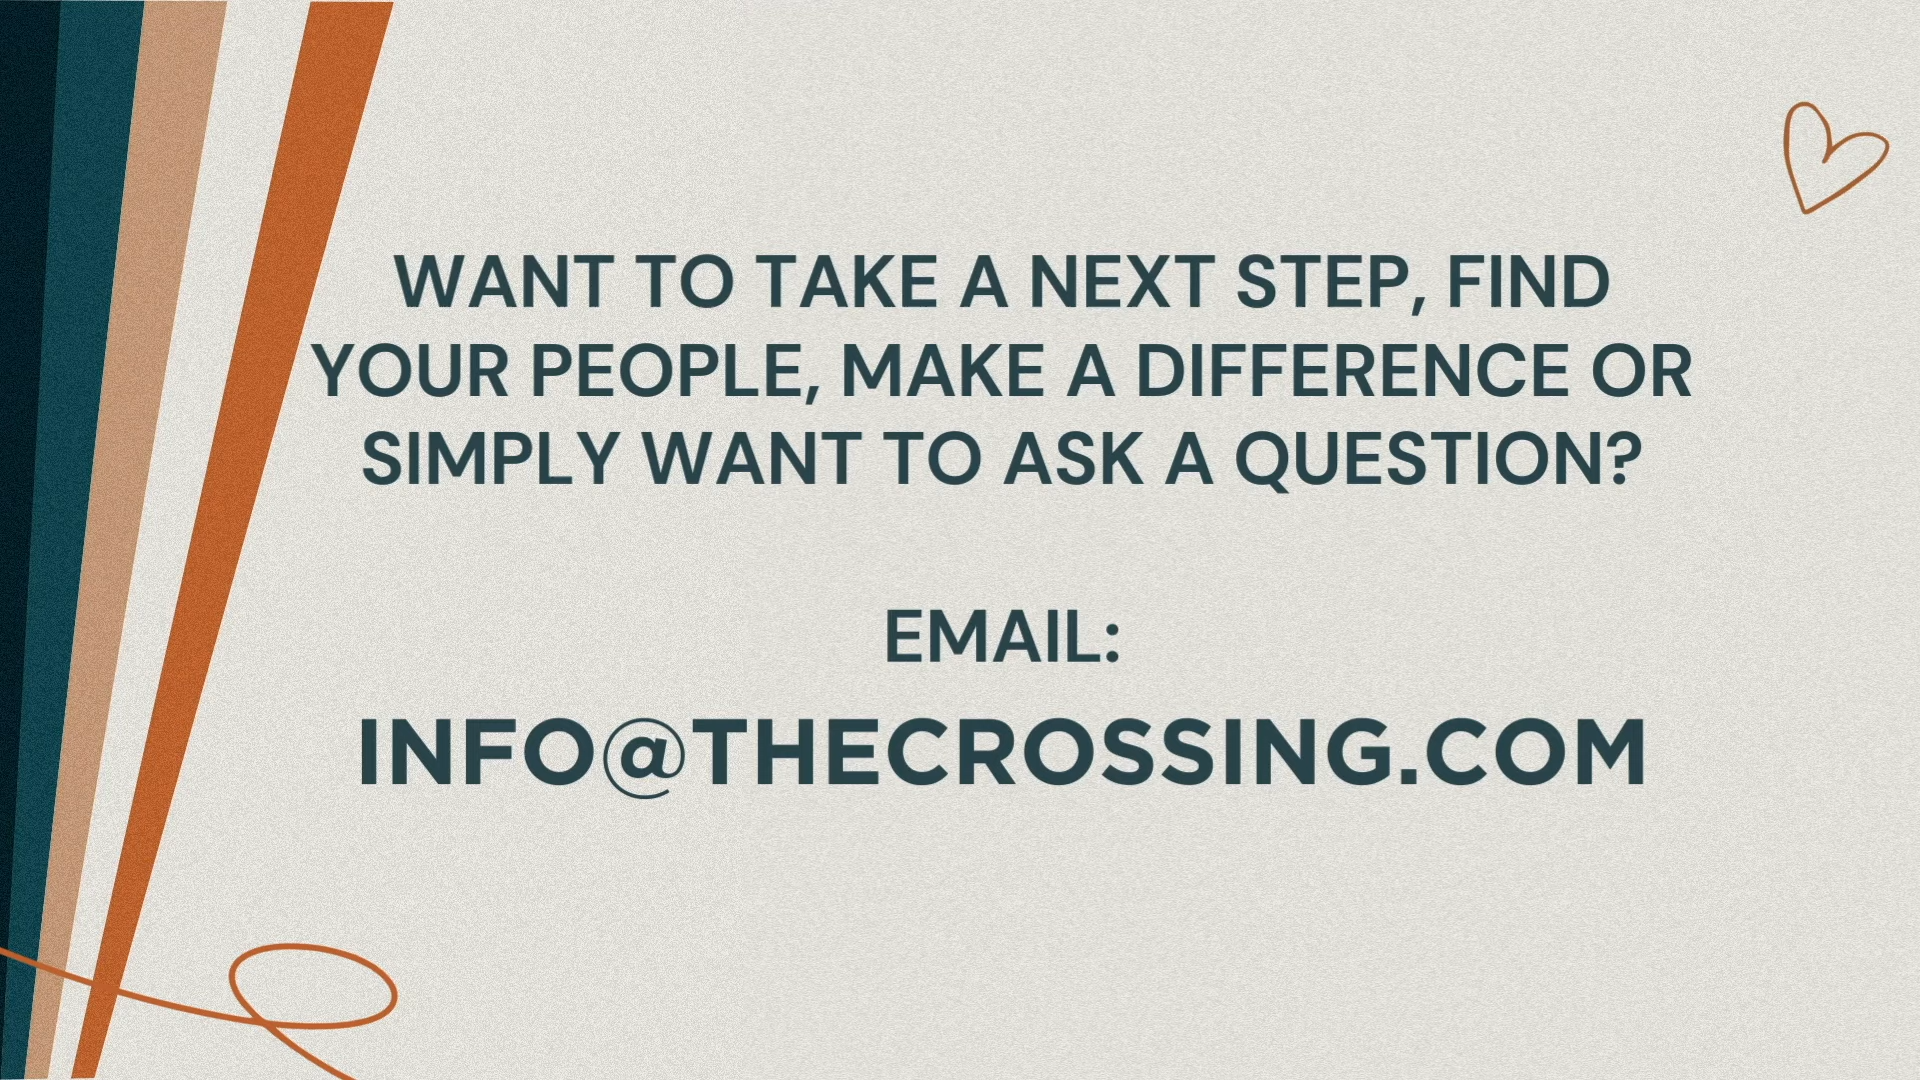 WANT TO TAKE A NEXT STEP, FIND
YOUR PEOPLE, MAKE A DIFFERENCE OR
SIMPLY WANT TO ASK A QUESTION?
EMAIL:
INFO@THECROSSING.COM